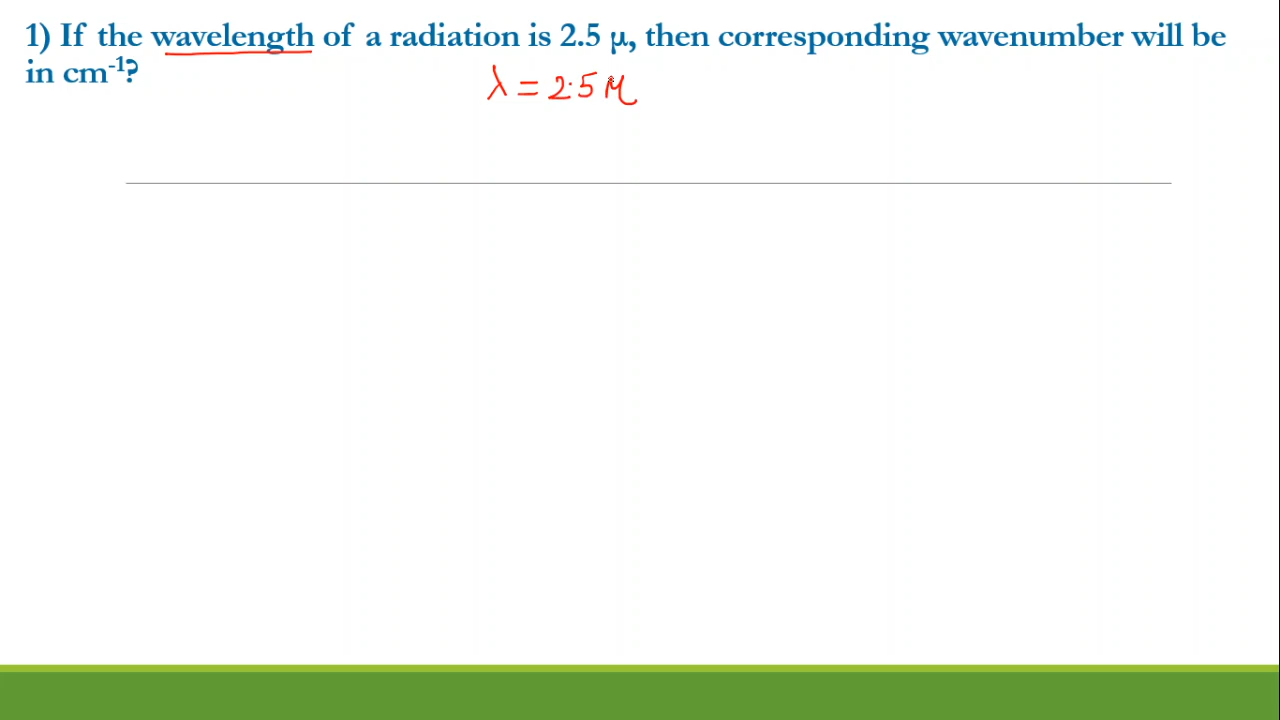 1) If the wavelength of a radiation is 2.5 μ, then corresponding wavenumber will be
in cm⁻¹?
λ = 2.5 μ